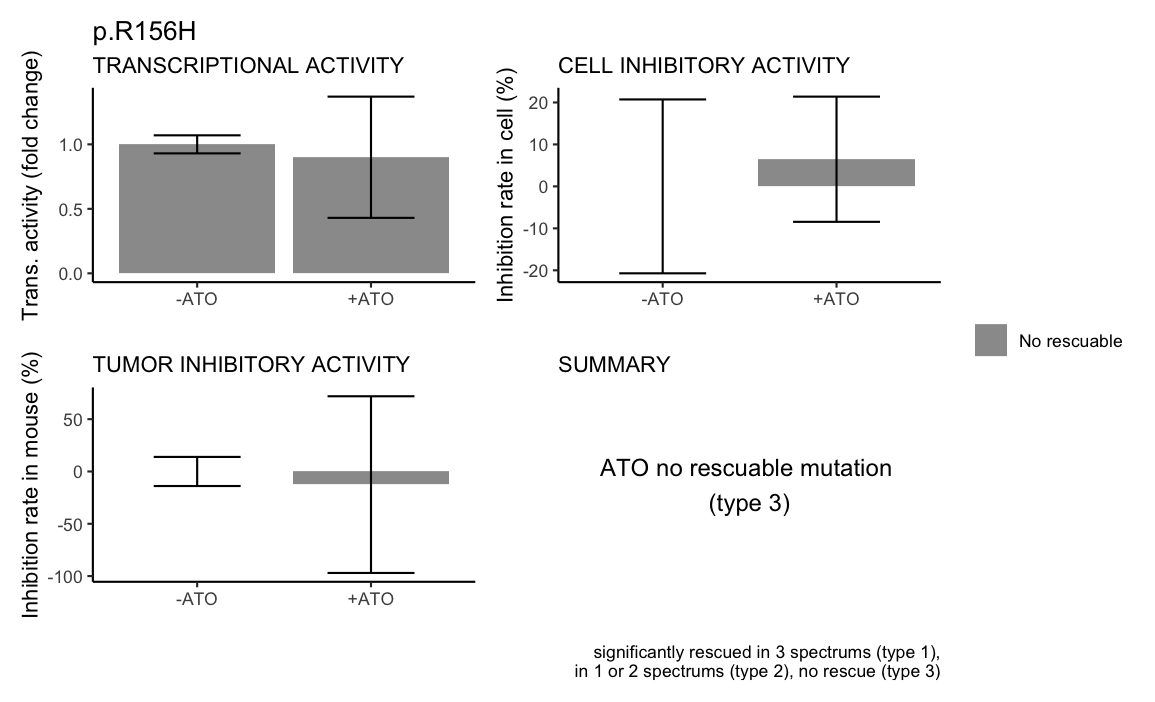 p.R156H
TRANSCRIPTIONAL ACTIVITY
Trans. activity (fold change)
1.0
0.5
0.0
-ATO
+ATO
CELL INHIBITORY ACTIVITY
Inhibition rate in cell (%)
20
10
0
-10
-20
-ATO
+ATO
No rescuable
TUMOR INHIBITORY ACTIVITY
Inhibition rate in mouse (%)
50
0
-50
-100
-ATO
+ATO
SUMMARY
ATO no rescuable mutation
(type 3)
significantly rescued in 3 spectrums (type 1),
in 1 or 2 spectrums (type 2), no rescue (type 3)